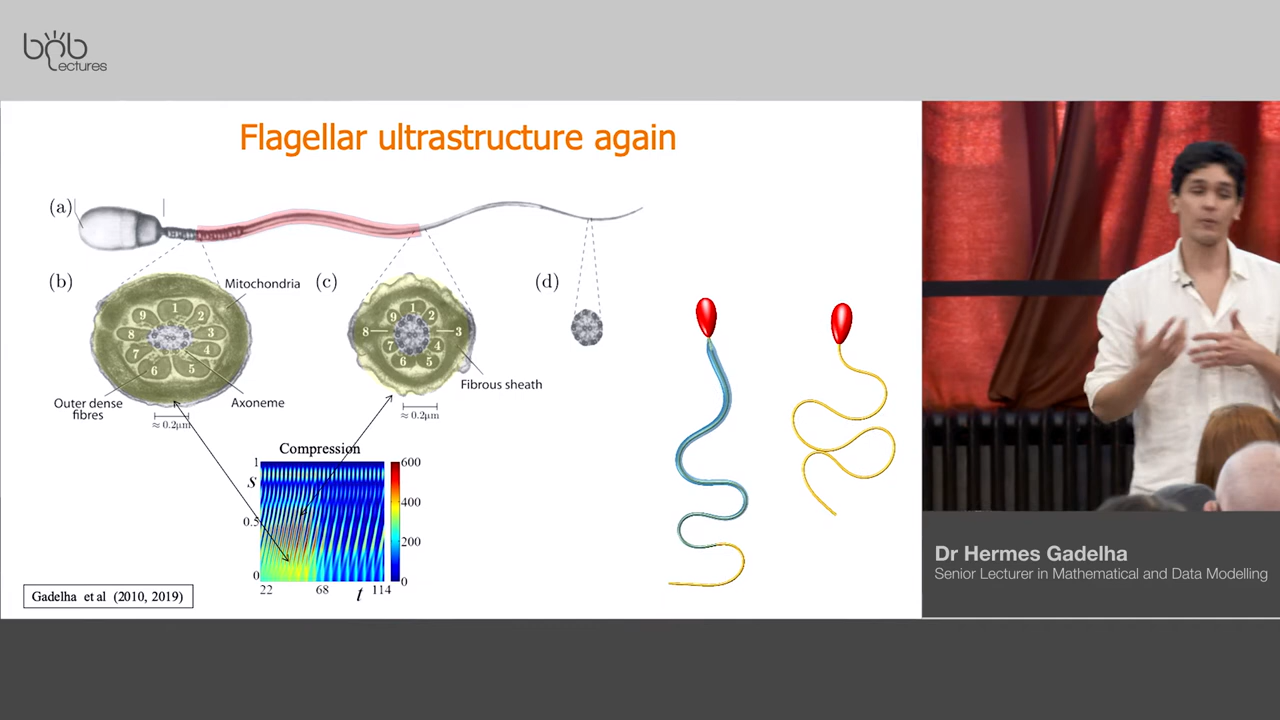 bnb
Lectures
Flagellar ultrastructure again
(a)
(b)
Mitochondria
(c)
(d)
1
2
3
4
5
6
7
8
9
1
2
3
4
5
6
7
8
9
Fibrous sheath
Outer dense
fibres
Axoneme
≈ 0.2μm
≈ 0.2μm
Compression
1
S
0.5
0
600
400
200
0
22
68
t
114
Gadelha et al (2010, 2019)
Dr Hermes Gadelha
Senior Lecturer in Mathematical and Data Modelling